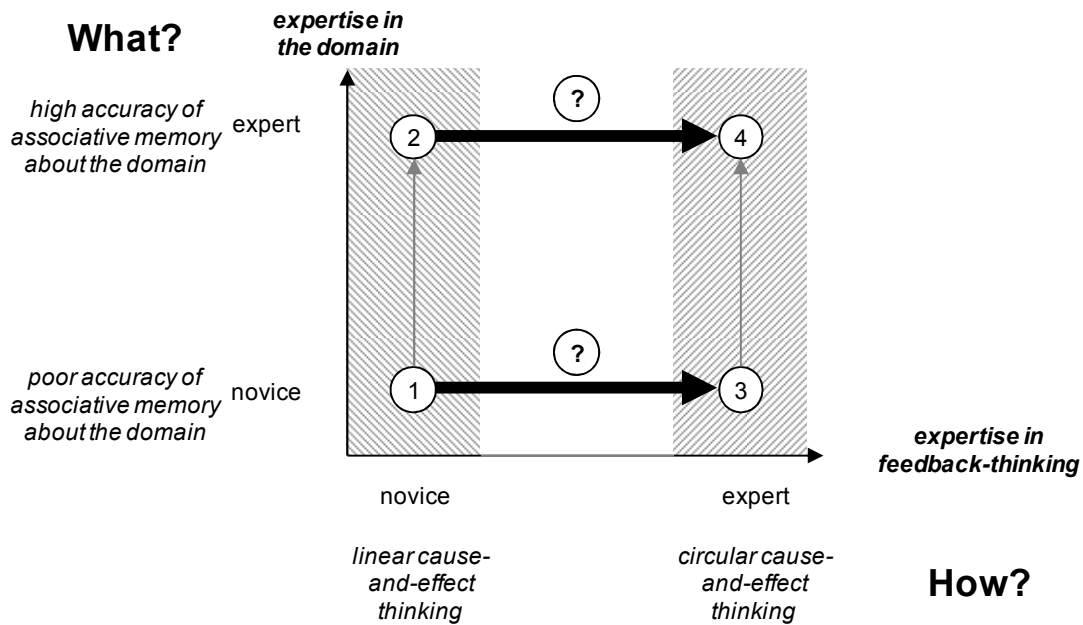 What?
expertise in
the domain
high accuracy of
associative memory
about the domain
expert
?
2
4
?
poor accuracy of
associative memory
about the domain
novice
1
3
expertise in
feedback-thinking
novice
expert
linear cause-
and-effect
thinking
circular cause-
and-effect
thinking
How?